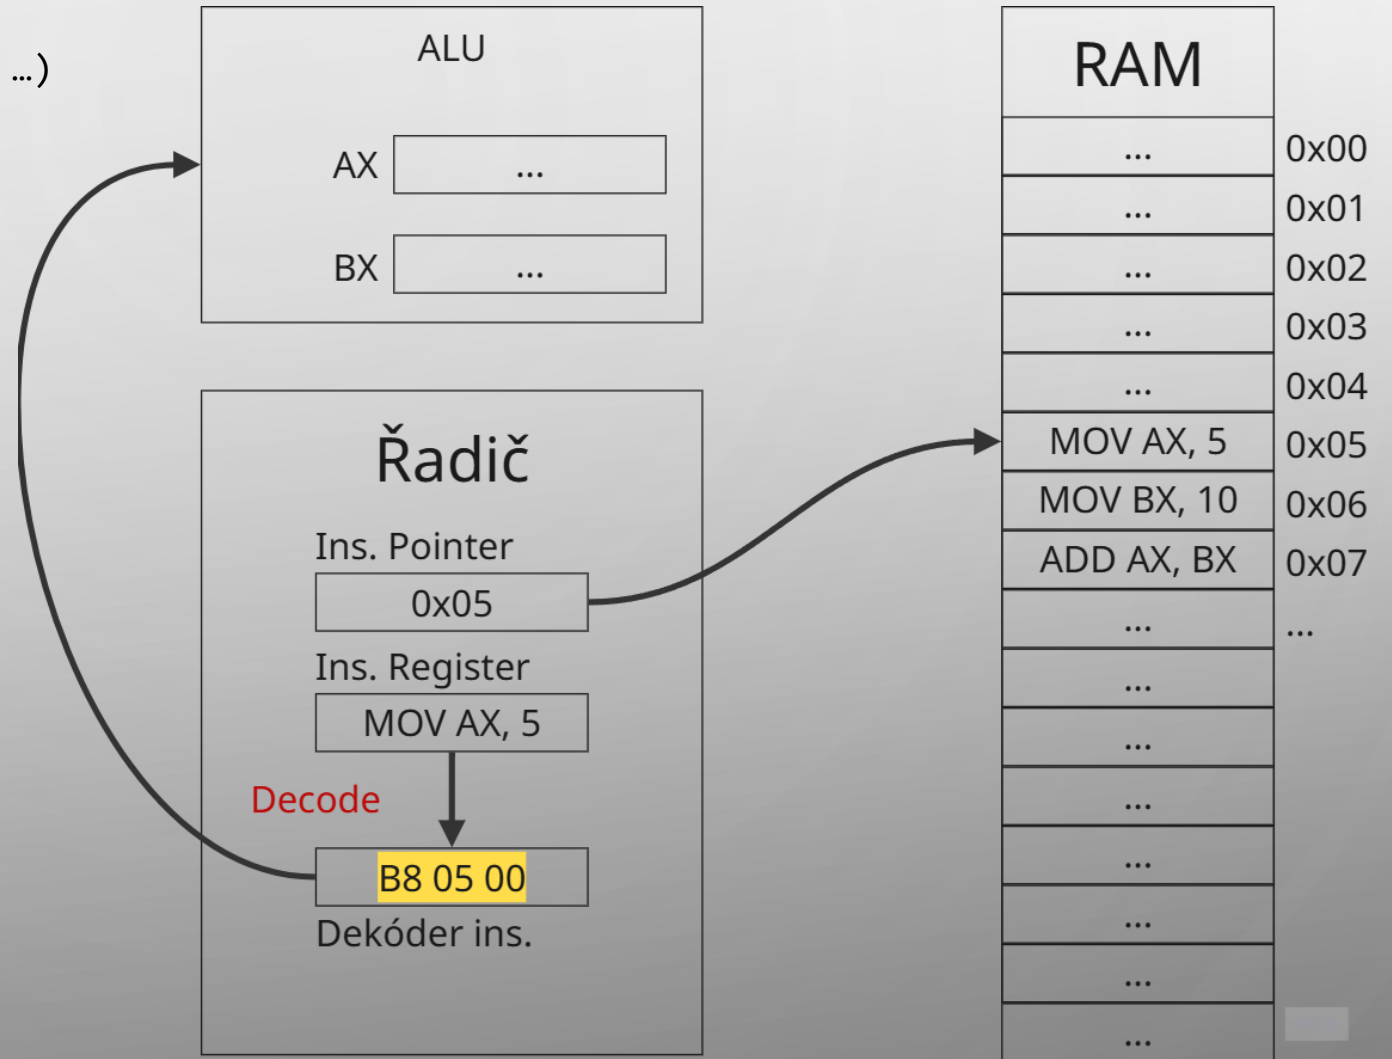 ...)
ALU
AX ...
BX ...
Řadič
Ins. Pointer
0x05
Ins. Register
MOV AX, 5
Decode
B8 05 00
Dekóder ins.
RAM
... 0x00
... 0x01
... 0x02
... 0x03
... 0x04
MOV AX, 5 0x05
MOV BX, 10 0x06
ADD AX, BX 0x07
... ...
...
...
...
...
...
...
...